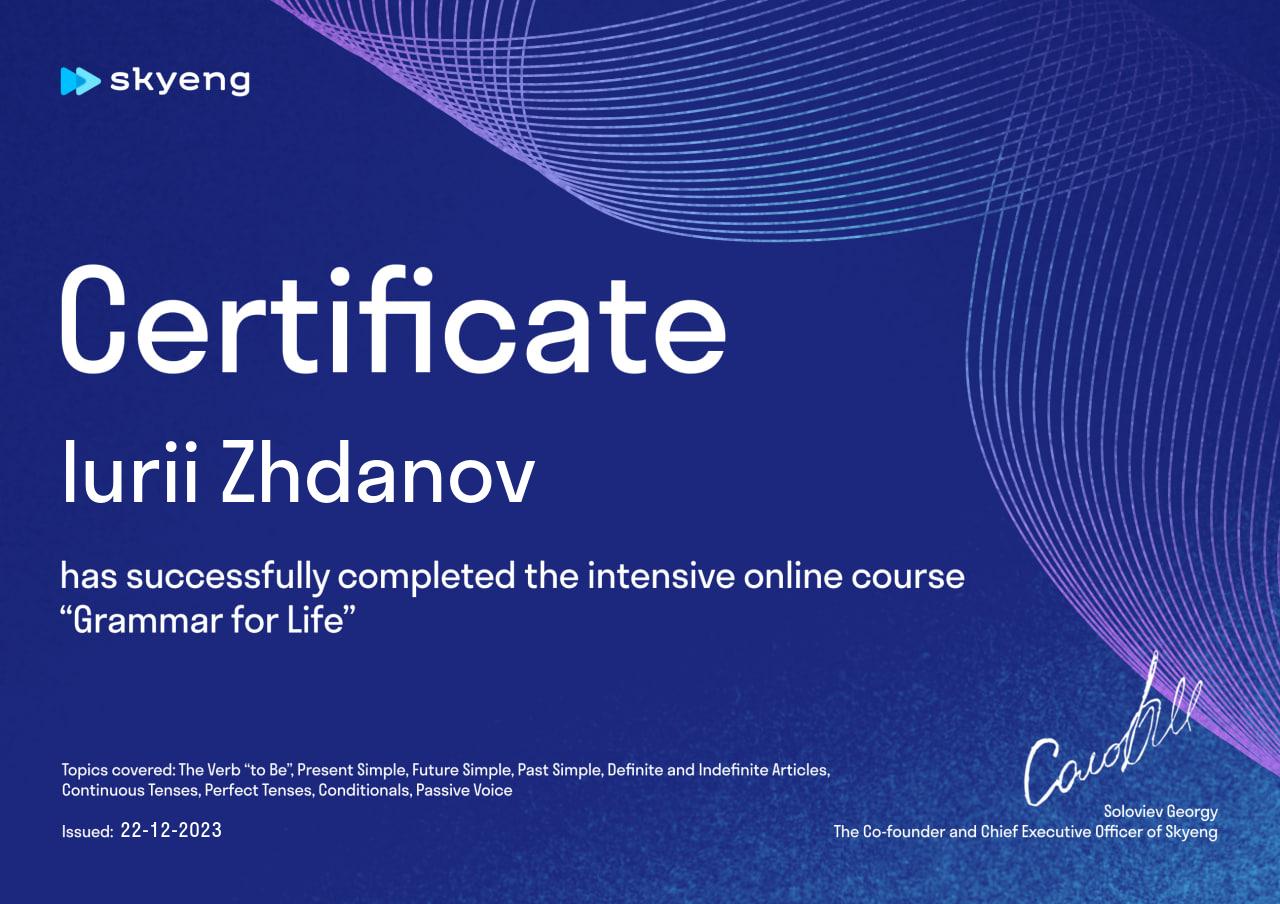 skyeng
Certificate
Iurii Zhdanov
has successfully completed the intensive online course
“Grammar for Life”
Topics covered: The Verb “to Be”, Present Simple, Future Simple, Past Simple, Definite and Indefinite Articles,
Continuous Tenses, Perfect Tenses, Conditionals, Passive Voice
Issued: 22-12-2023
Soloviev Georgy
The Co-founder and Chief Executive Officer of Skyeng